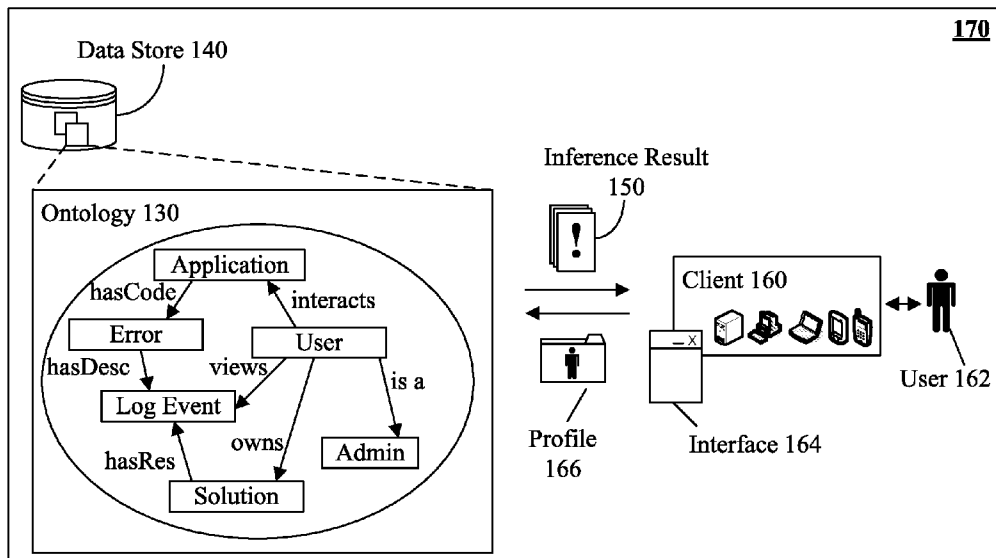 170
Data Store 140
Inference Result
150
Ontology 130
Application
hasCode
interacts
Error
User
hasDesc
views
is a
Log Event
owns
Admin
hasRes
Solution
!
Client 160
_ X
User 162
Profile
166
Interface 164